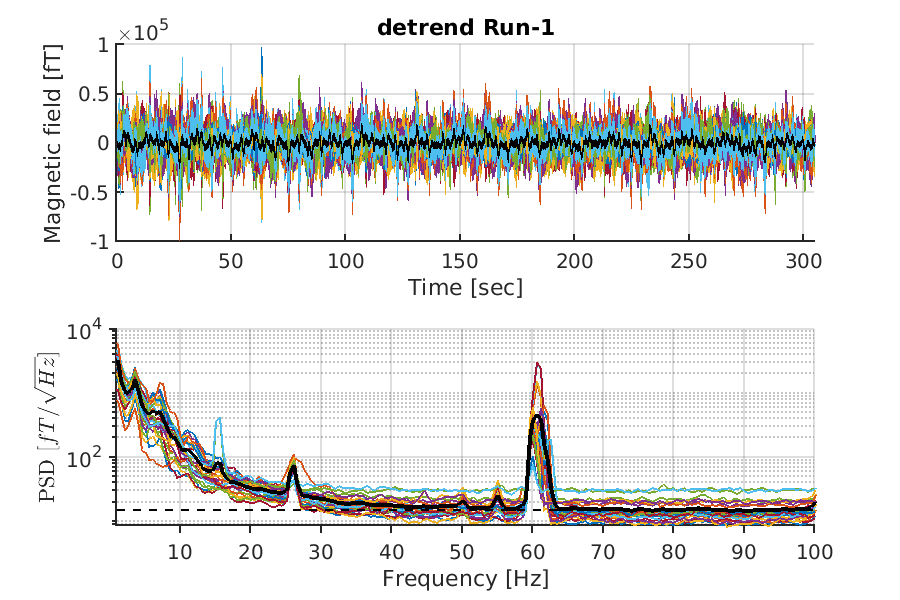 detrend Run-1
×10^5
Magnetic field [fT]
1
0.5
0
-0.5
-1
0 50 100 150 200 250 300
Time [sec]
PSD [fT/√Hz]
10^4
10^2
10 20 30 40 50 60 70 80 90 100
Frequency [Hz]